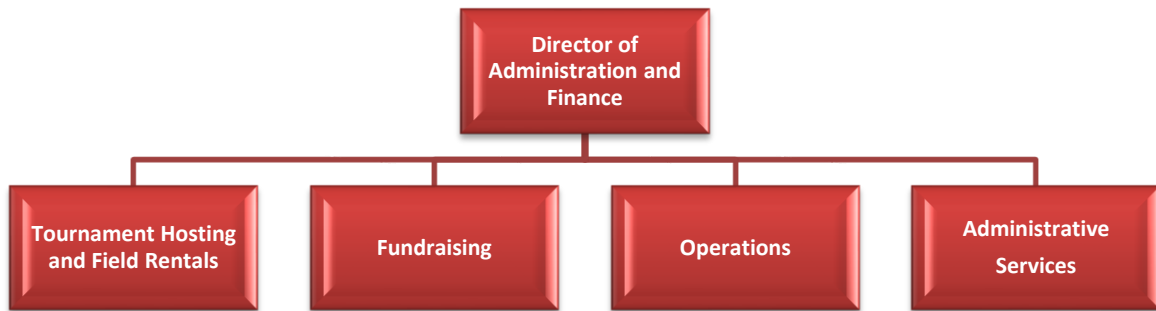 Director of
Administration and
Finance
Tournament Hosting
and Field Rentals
Fundraising
Operations
Administrative
Services